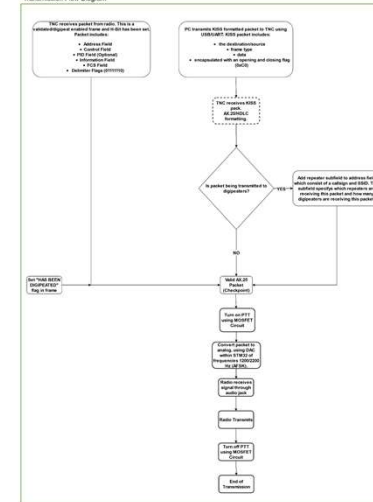 Transmission Flow Diagram
TNC receives packet from radio. This is a
validated/digipeat enabled frame and H-Bit has been set.
Packet includes:
• Address Field
• Control Field
• PID Field (Optional)
• Information Field
• FCS Field
• Delimiter Flags (01111110)
PC transmits KISS formatted packet to TNC using
USB/UART. KISS packet includes:
• the destination/source
• frame type
• data
• encapsulated with an opening and closing flag
(0xC0)
TNC receives KISS
pack.
AX.25/HDLC
formatting.
Is packet being transmitted to
digipeaters?
YES
Add repeater subfield to address field
which consist of a callsign and SSID.
subfield specifys which repeaters are
receiving this packet and how many
digipeaters are receiving this packet
NO
Set "HAS BEEN
DIGIPEATED"
flag in frame
Valid AX.25
Packet
(Checkpoint)
Turn on PTT
using MOSFET
Circuit
Convert packet to
analog, using DAC
within STM32 of
frequencies 1200/2200
Hz (AFSK).
Radio receives
signal through
audio jack
Radio Transmits
Turn off PTT
using MOSFET
Circuit
End of
Transmission